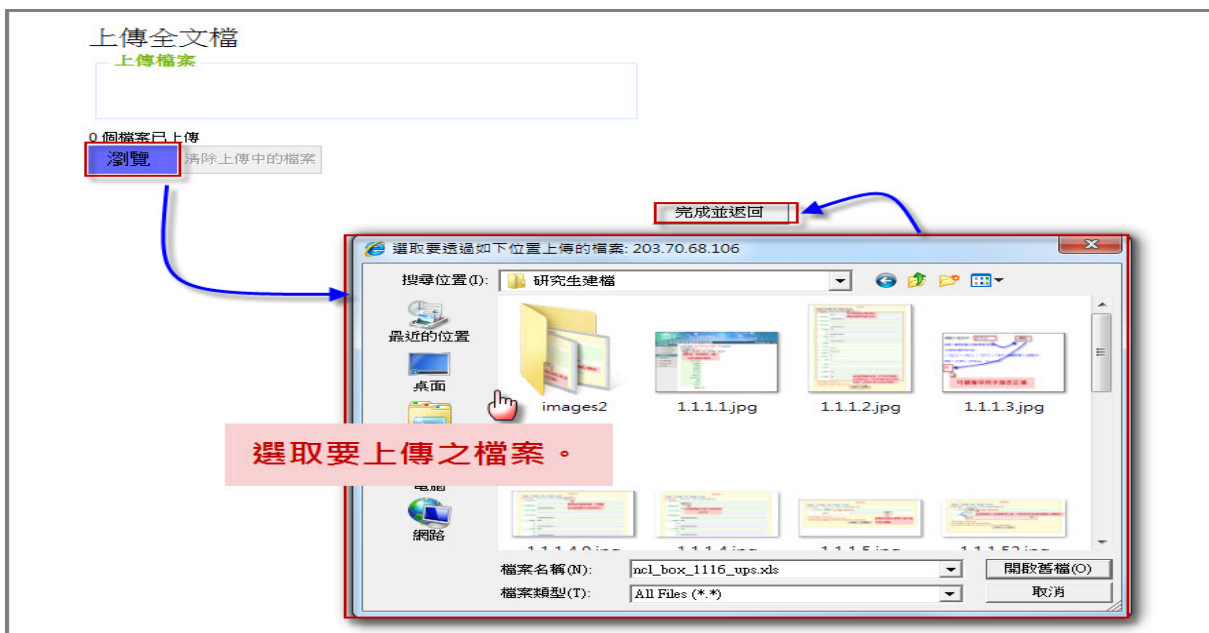 上傳全文檔
上傳檔案
0 個檔案已上傳
瀏覽
清除上傳中的檔案
完成並返回
選取要透過如下位置上傳的檔案: 203.70.68.106
搜尋位置(I):
研究生建檔
最近的位置
桌面
images2
1.1.1.1.jpg
1.1.1.2.jpg
1.1.1.3.jpg
選取要上傳之檔案。
電腦
網路
檔案名稱(N):
ncl_box_1116_ups.xls
開啟舊檔(O)
檔案類型(T):
All Files (*.*)
取消